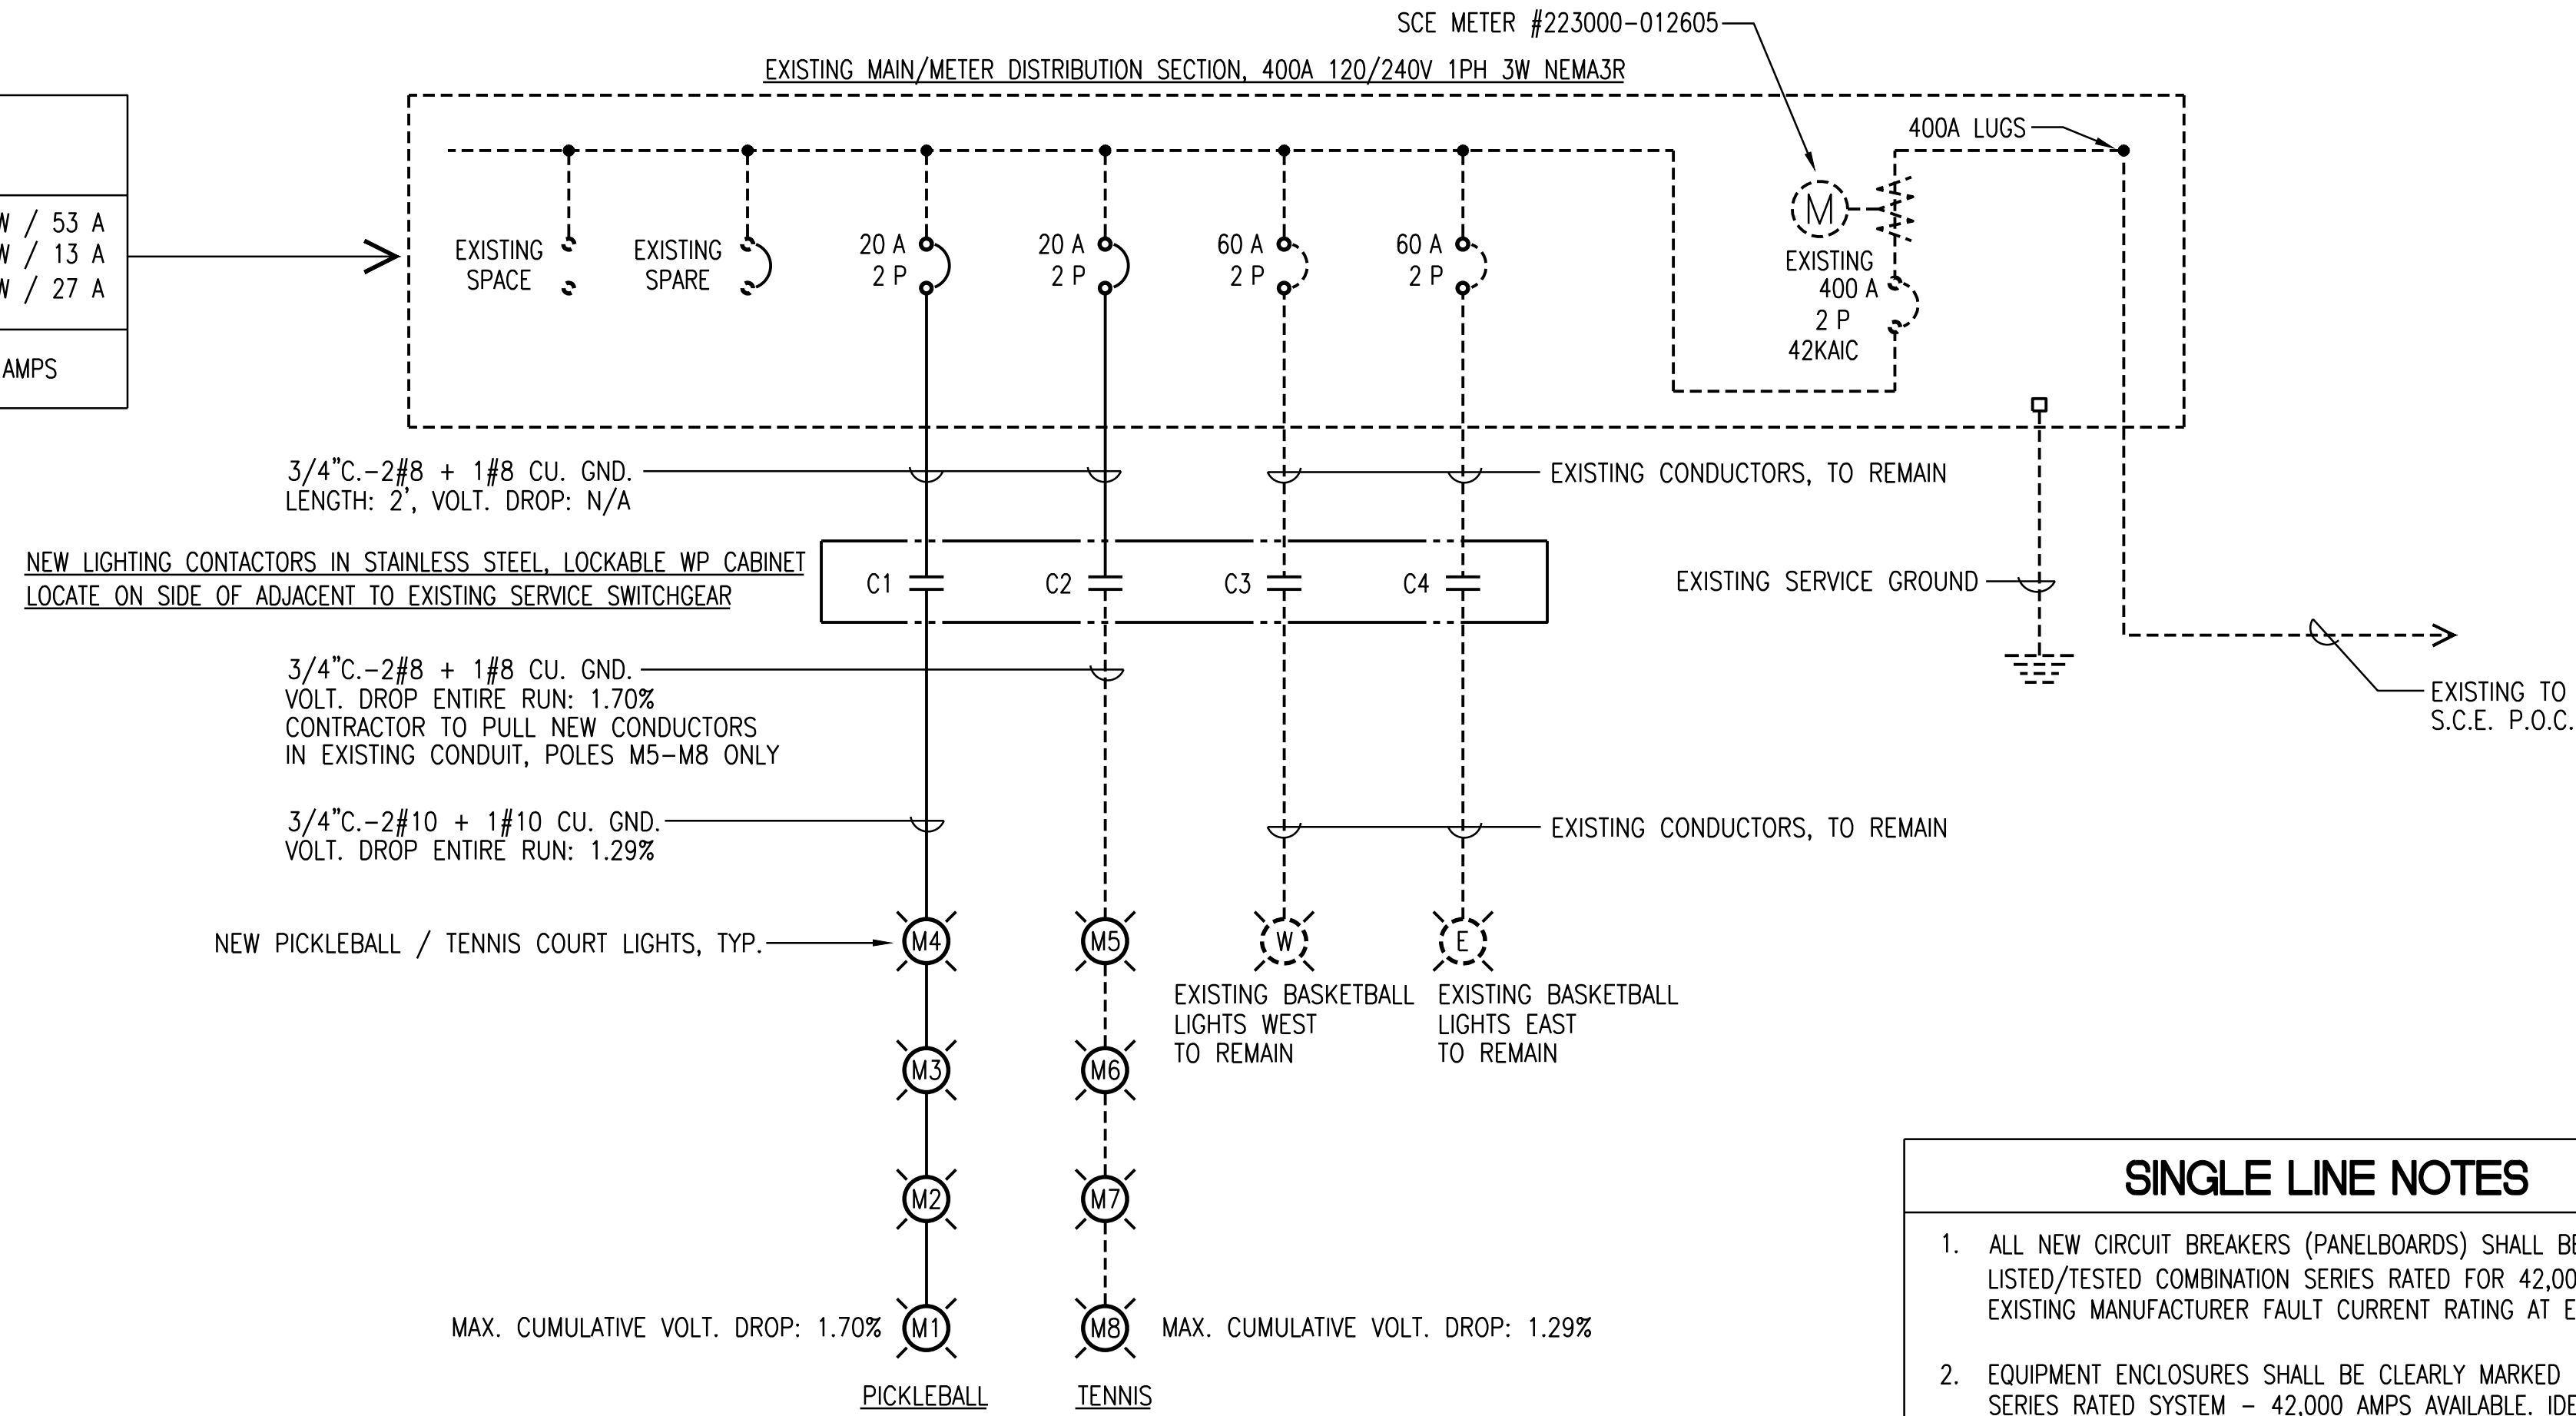 SCE METER #223000-012605
EXISTING MAIN/METER DISTRIBUTION SECTION, 400A 120/240V 1PH 3W NEMA3R
400A LUGS
W / 53 A
W / 13 A
W / 27 A
AMPS
EXISTING
SPACE
EXISTING
SPARE
20 A
2 P
20 A
2 P
60 A
2 P
60 A
2 P
M
EXISTING
400 A
2 P
42KAIC
3/4"C.-2#8 + 1#8 CU. GND.
LENGTH: 2', VOLT. DROP: N/A
EXISTING CONDUCTORS, TO REMAIN
NEW LIGHTING CONTACTORS IN STAINLESS STEEL, LOCKABLE WP CABINET
LOCATE ON SIDE OF ADJACENT TO EXISTING SERVICE SWITCHGEAR
C1
C2
C3
C4
EXISTING SERVICE GROUND
3/4"C.-2#8 + 1#8 CU. GND.
VOLT. DROP ENTIRE RUN: 1.70%
CONTRACTOR TO PULL NEW CONDUCTORS
IN EXISTING CONDUIT, POLES M5-M8 ONLY
EXISTING TO
S.C.E. P.O.C.
3/4"C.-2#10 + 1#10 CU. GND.
VOLT. DROP ENTIRE RUN: 1.29%
EXISTING CONDUCTORS, TO REMAIN
NEW PICKLEBALL / TENNIS COURT LIGHTS, TYP.
M4
M5
W
E
EXISTING BASKETBALL
LIGHTS WEST
TO REMAIN
EXISTING BASKETBALL
LIGHTS EAST
TO REMAIN
M3
M6
M2
M7
MAX. CUMULATIVE VOLT. DROP: 1.70%
M1
M8
MAX. CUMULATIVE VOLT. DROP: 1.29%
PICKLEBALL
TENNIS
SINGLE LINE NOTES
1. ALL NEW CIRCUIT BREAKERS (PANELBOARDS) SHALL BE
LISTED/TESTED COMBINATION SERIES RATED FOR 42,00
EXISTING MANUFACTURER FAULT CURRENT RATING AT E
2. EQUIPMENT ENCLOSURES SHALL BE CLEARLY MARKED
SERIES RATED SYSTEM - 42,000 AMPS AVAILABLE. IDE